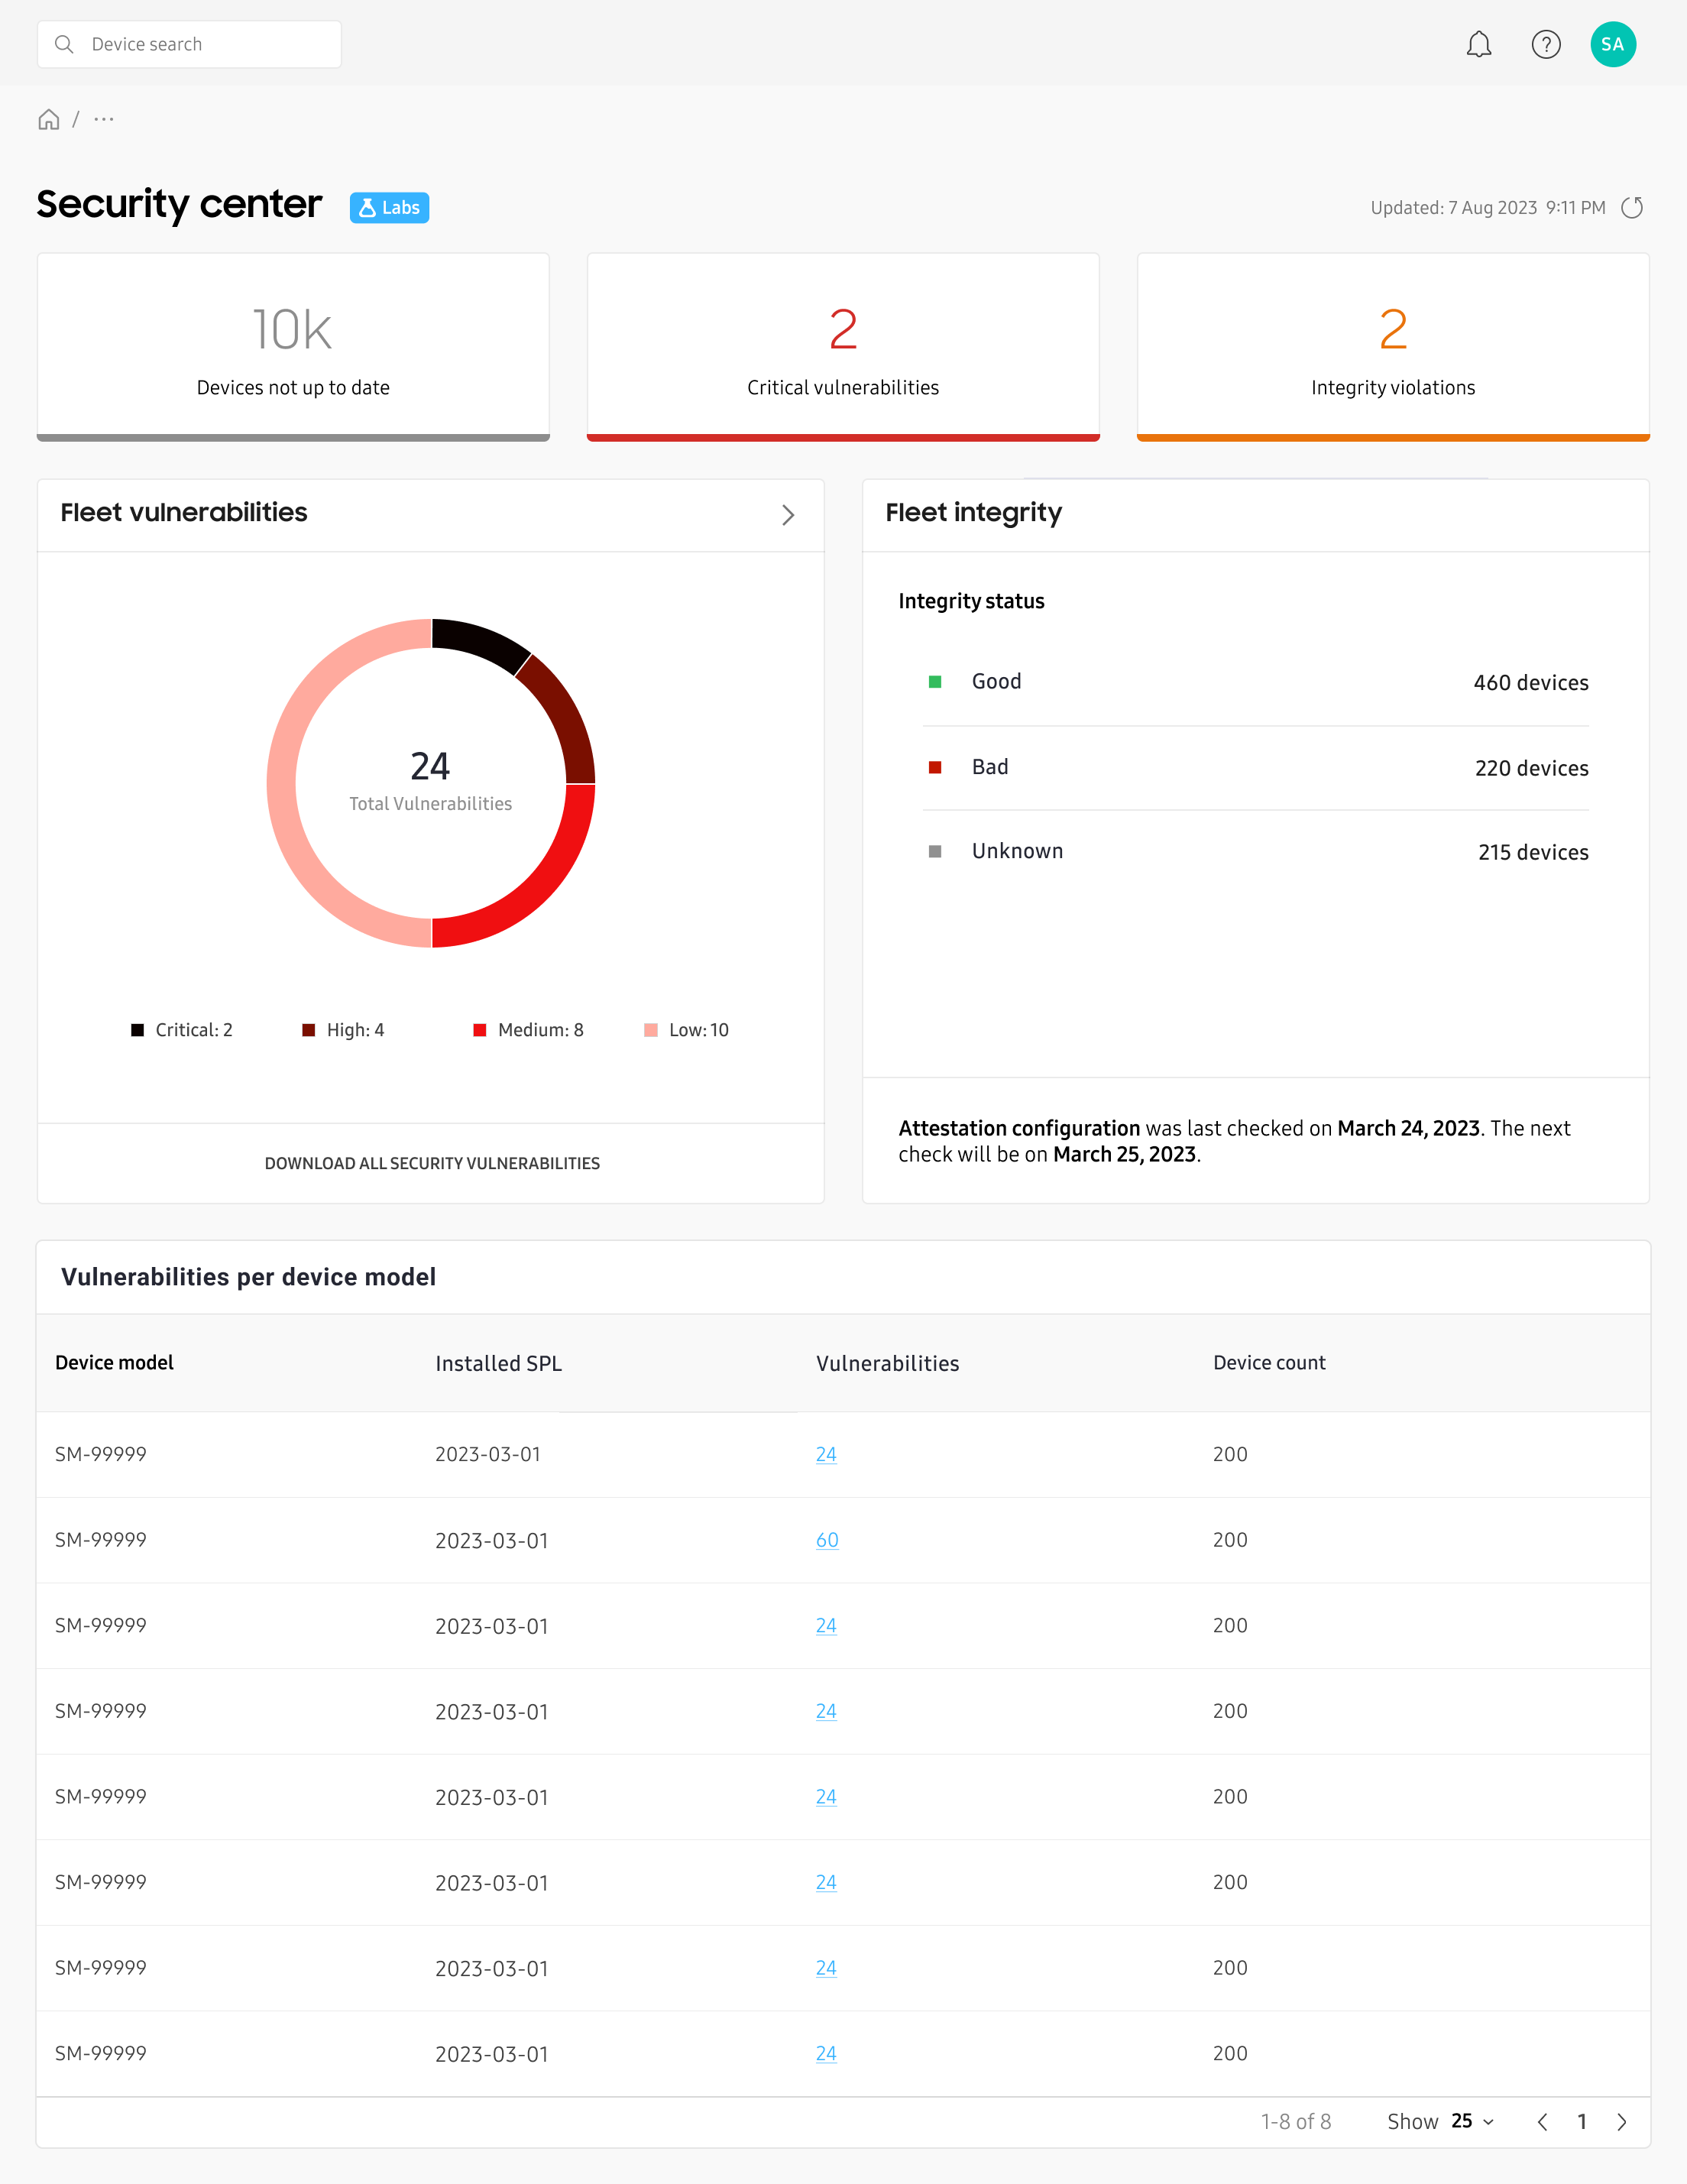 Device search
?
SA
/ ...
Security center
Labs
Updated: 7 Aug 2023 9:11 PM
10k
Devices not up to date
2
Critical vulnerabilities
2
Integrity violations
Fleet vulnerabilities
24
Total Vulnerabilities
Critical: 2
High: 4
Medium: 8
Low: 10
DOWNLOAD ALL SECURITY VULNERABILITIES
Fleet integrity
Integrity status
Good 460 devices
Bad 220 devices
Unknown 215 devices
Attestation configuration was last checked on March 24, 2023. The next
check will be on March 25, 2023.
Vulnerabilities per device model
Device model Installed SPL Vulnerabilities Device count
SM-99999 2023-03-01 24 200
SM-99999 2023-03-01 60 200
SM-99999 2023-03-01 24 200
SM-99999 2023-03-01 24 200
SM-99999 2023-03-01 24 200
SM-99999 2023-03-01 24 200
SM-99999 2023-03-01 24 200
SM-99999 2023-03-01 24 200
1-8 of 8 Show 25 1